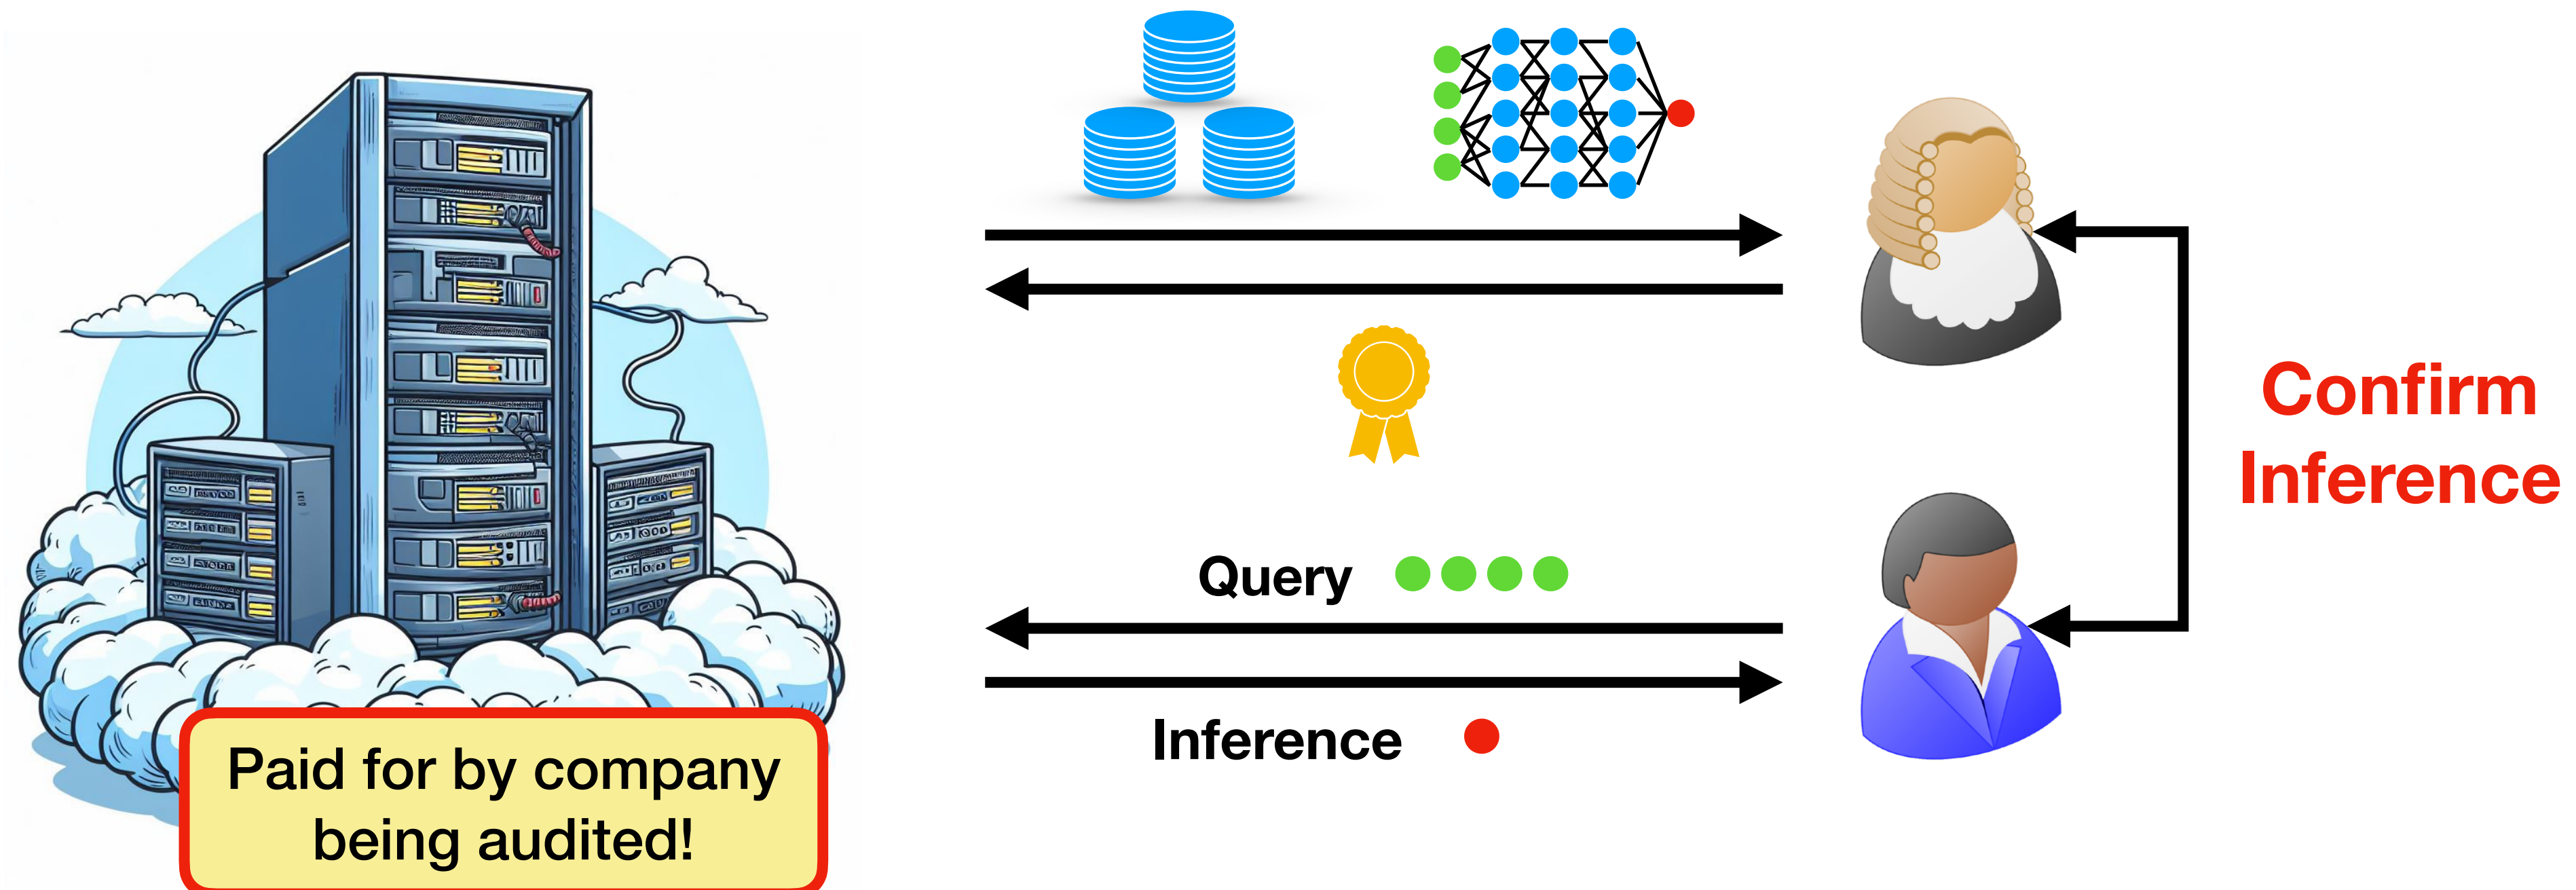 Query
Inference
Confirm
Inference
Paid for by company
being audited!